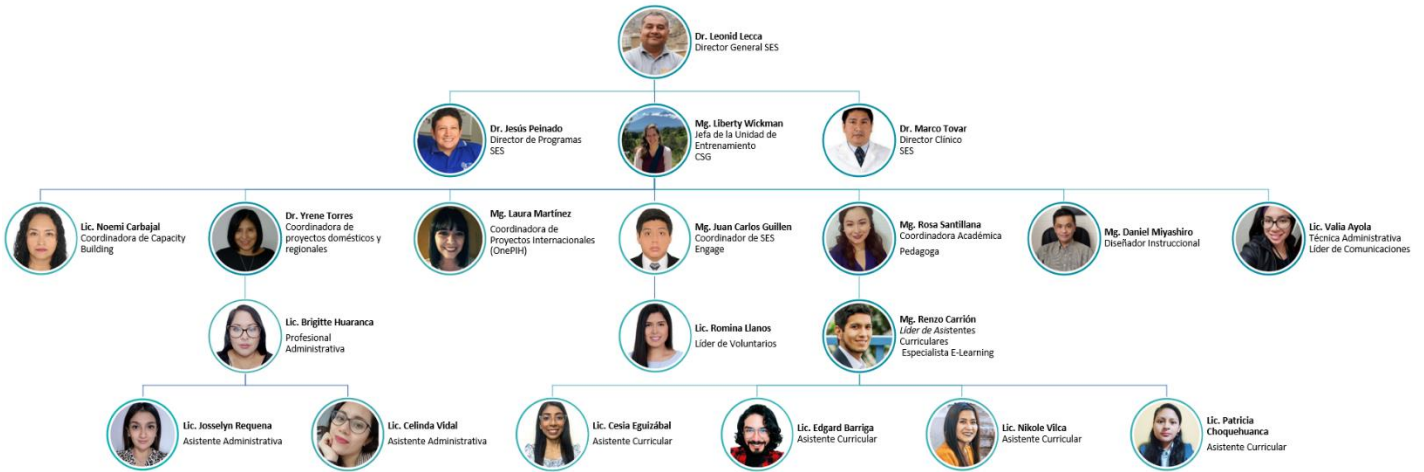 Dr. Leonid Lecca
Director General SES
Dr. Jesús Peinado
Director de Programas
SES
Mg. Liberty Wickman
Jefa de la Unidad de
Entrenamiento
CSG
Dr. Marco Tovar
Director Clínico
SES
Lic. Noemi Carbajal
Coordinadora de Capacity
Building
Dr. Yrene Torres
Coordinadora de
proyectos domésticos y
regionales
Mg. Laura Martínez
Coordinadora de
Proyectos Internacionales
(OnePIH)
Mg. Juan Carlos Guillen
Coordinador de SES
Engage
Mg. Rosa Santillana
Coordinadora Académica
Pedagoga
Mg. Daniel Miyashiro
Diseñador Instruccional
Lic. Valia Ayola
Técnica Administrativa
Líder de Comunicaciones
Lic. Brigitte Huaranca
Profesional
Administrativa
Lic. Romina Llanos
Líder de Voluntarios
Mg. Renzo Carrión
Líder de Asistentes
Curriculares
Especialista E-Learning
Lic. Josselyn Requena
Asistente Administrativa
Lic. Celinda Vidal
Asistente Administrativa
Lic. Cesia Eguizábal
Asistente Curricular
Lic. Edgard Barriga
Asistente Curricular
Lic. Nikole Vilca
Asistente Curricular
Lic. Patricia
Choquehuanca
Asistente Curricular